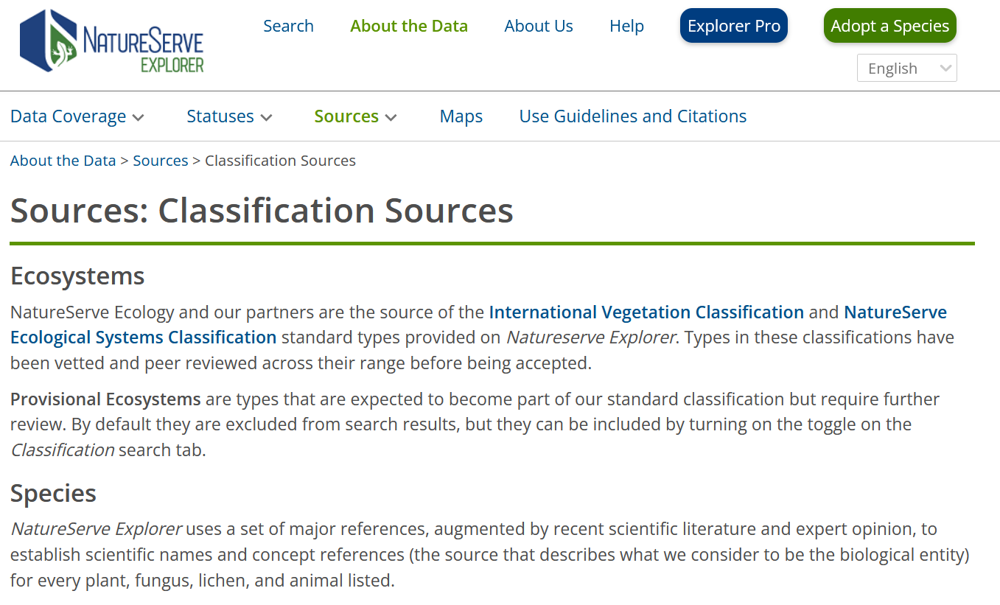 NATURESERVE
EXPLORER
Search
About the Data
About Us
Help
Explorer Pro
Adopt a Species
English
Data Coverage
Statuses
Sources
Maps
Use Guidelines and Citations
About the Data > Sources > Classification Sources
Sources: Classification Sources
Ecosystems
NatureServe Ecology and our partners are the source of the International Vegetation Classification and NatureServe
Ecological Systems Classification standard types provided on Natureserve Explorer. Types in these classifications have
been vetted and peer reviewed across their range before being accepted.
Provisional Ecosystems are types that are expected to become part of our standard classification but require further
review. By default they are excluded from search results, but they can be included by turning on the toggle on the
Classification search tab.
Species
NatureServe Explorer uses a set of major references, augmented by recent scientific literature and expert opinion, to
establish scientific names and concept references (the source that describes what we consider to be the biological entity)
for every plant, fungus, lichen, and animal listed.